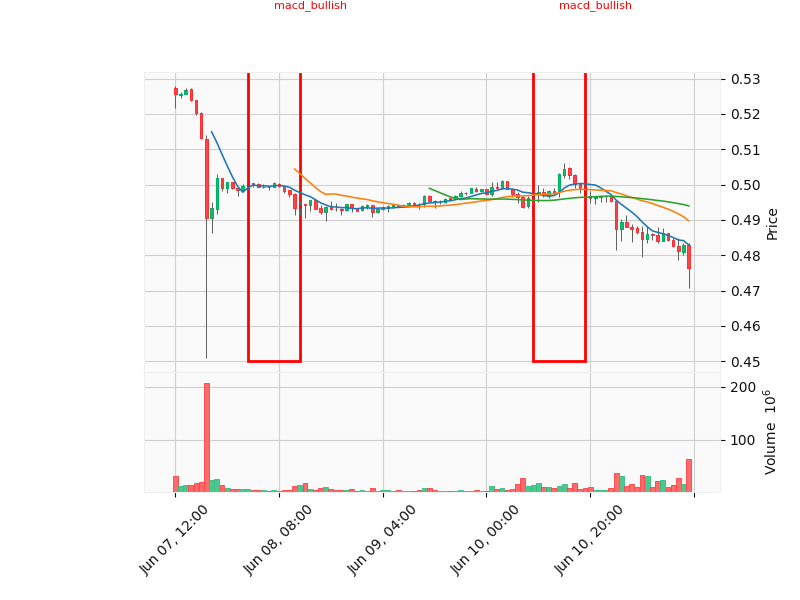 macd_bullish macd_bullish
0.53
0.52
0.51
0.50
0.49
0.48
0.47
0.46
0.45
Price
200
100
Volume 10^6
Jun 07, 12:00
Jun 08, 08:00
Jun 09, 04:00
Jun 10, 00:00
Jun 10, 20:00